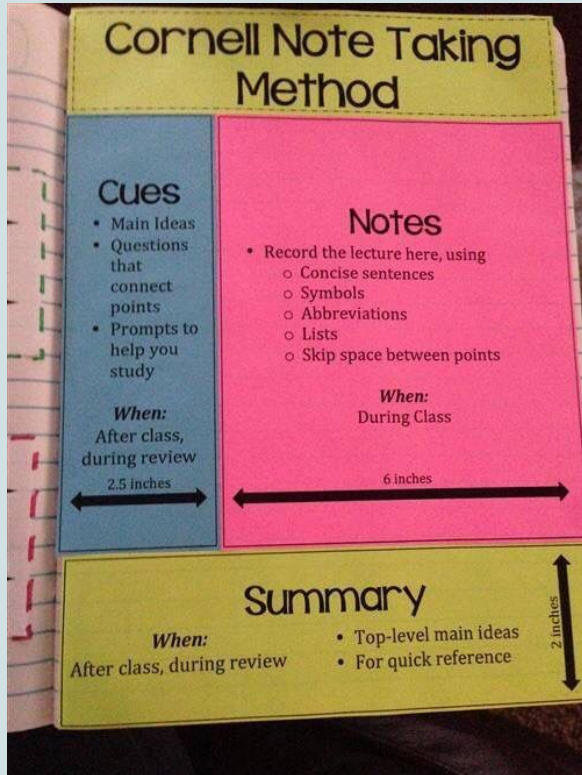 Cornell Note Taking
Method
Cues
• Main Ideas
• Questions
that
connect
points
• Prompts to
help you
study
When:
After class,
during review
2.5 inches
Notes
• Record the lecture here, using
o Concise sentences
o Symbols
o Abbreviations
o Lists
o Skip space between points
When:
During Class
6 inches
Summary
When:
After class, during review
• Top-level main ideas
• For quick reference
2 inches